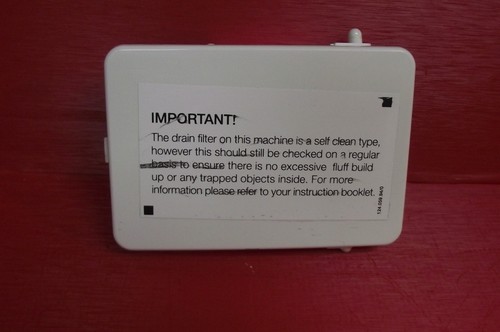 IMPORTANT!
The drain filter on this machine is a self clean type,
however this should still be checked on a regular
basis to ensure there is no excessive fluff build
up or any trapped objects inside. For more
information please refer to your instruction booklet.